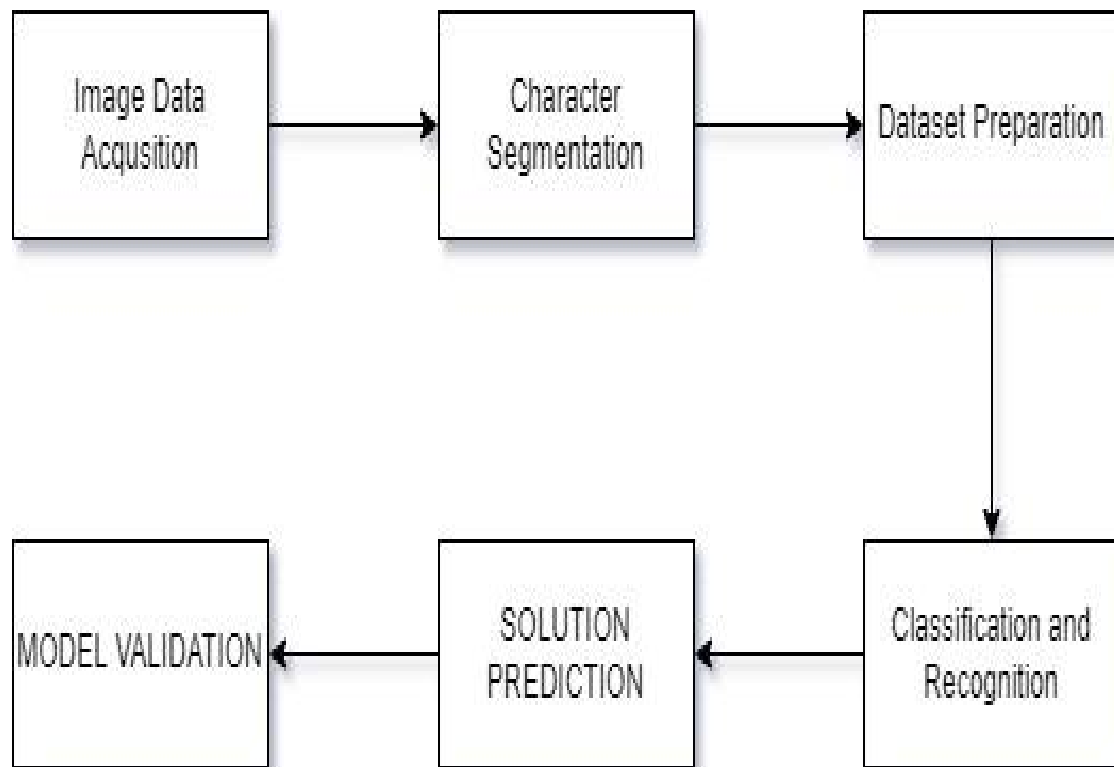 Image Data
Acqusition
Character
Segmentation
Dataset Preparation
Classification and
Recognition
SOLUTION
PREDICTION
MODEL VALIDATION